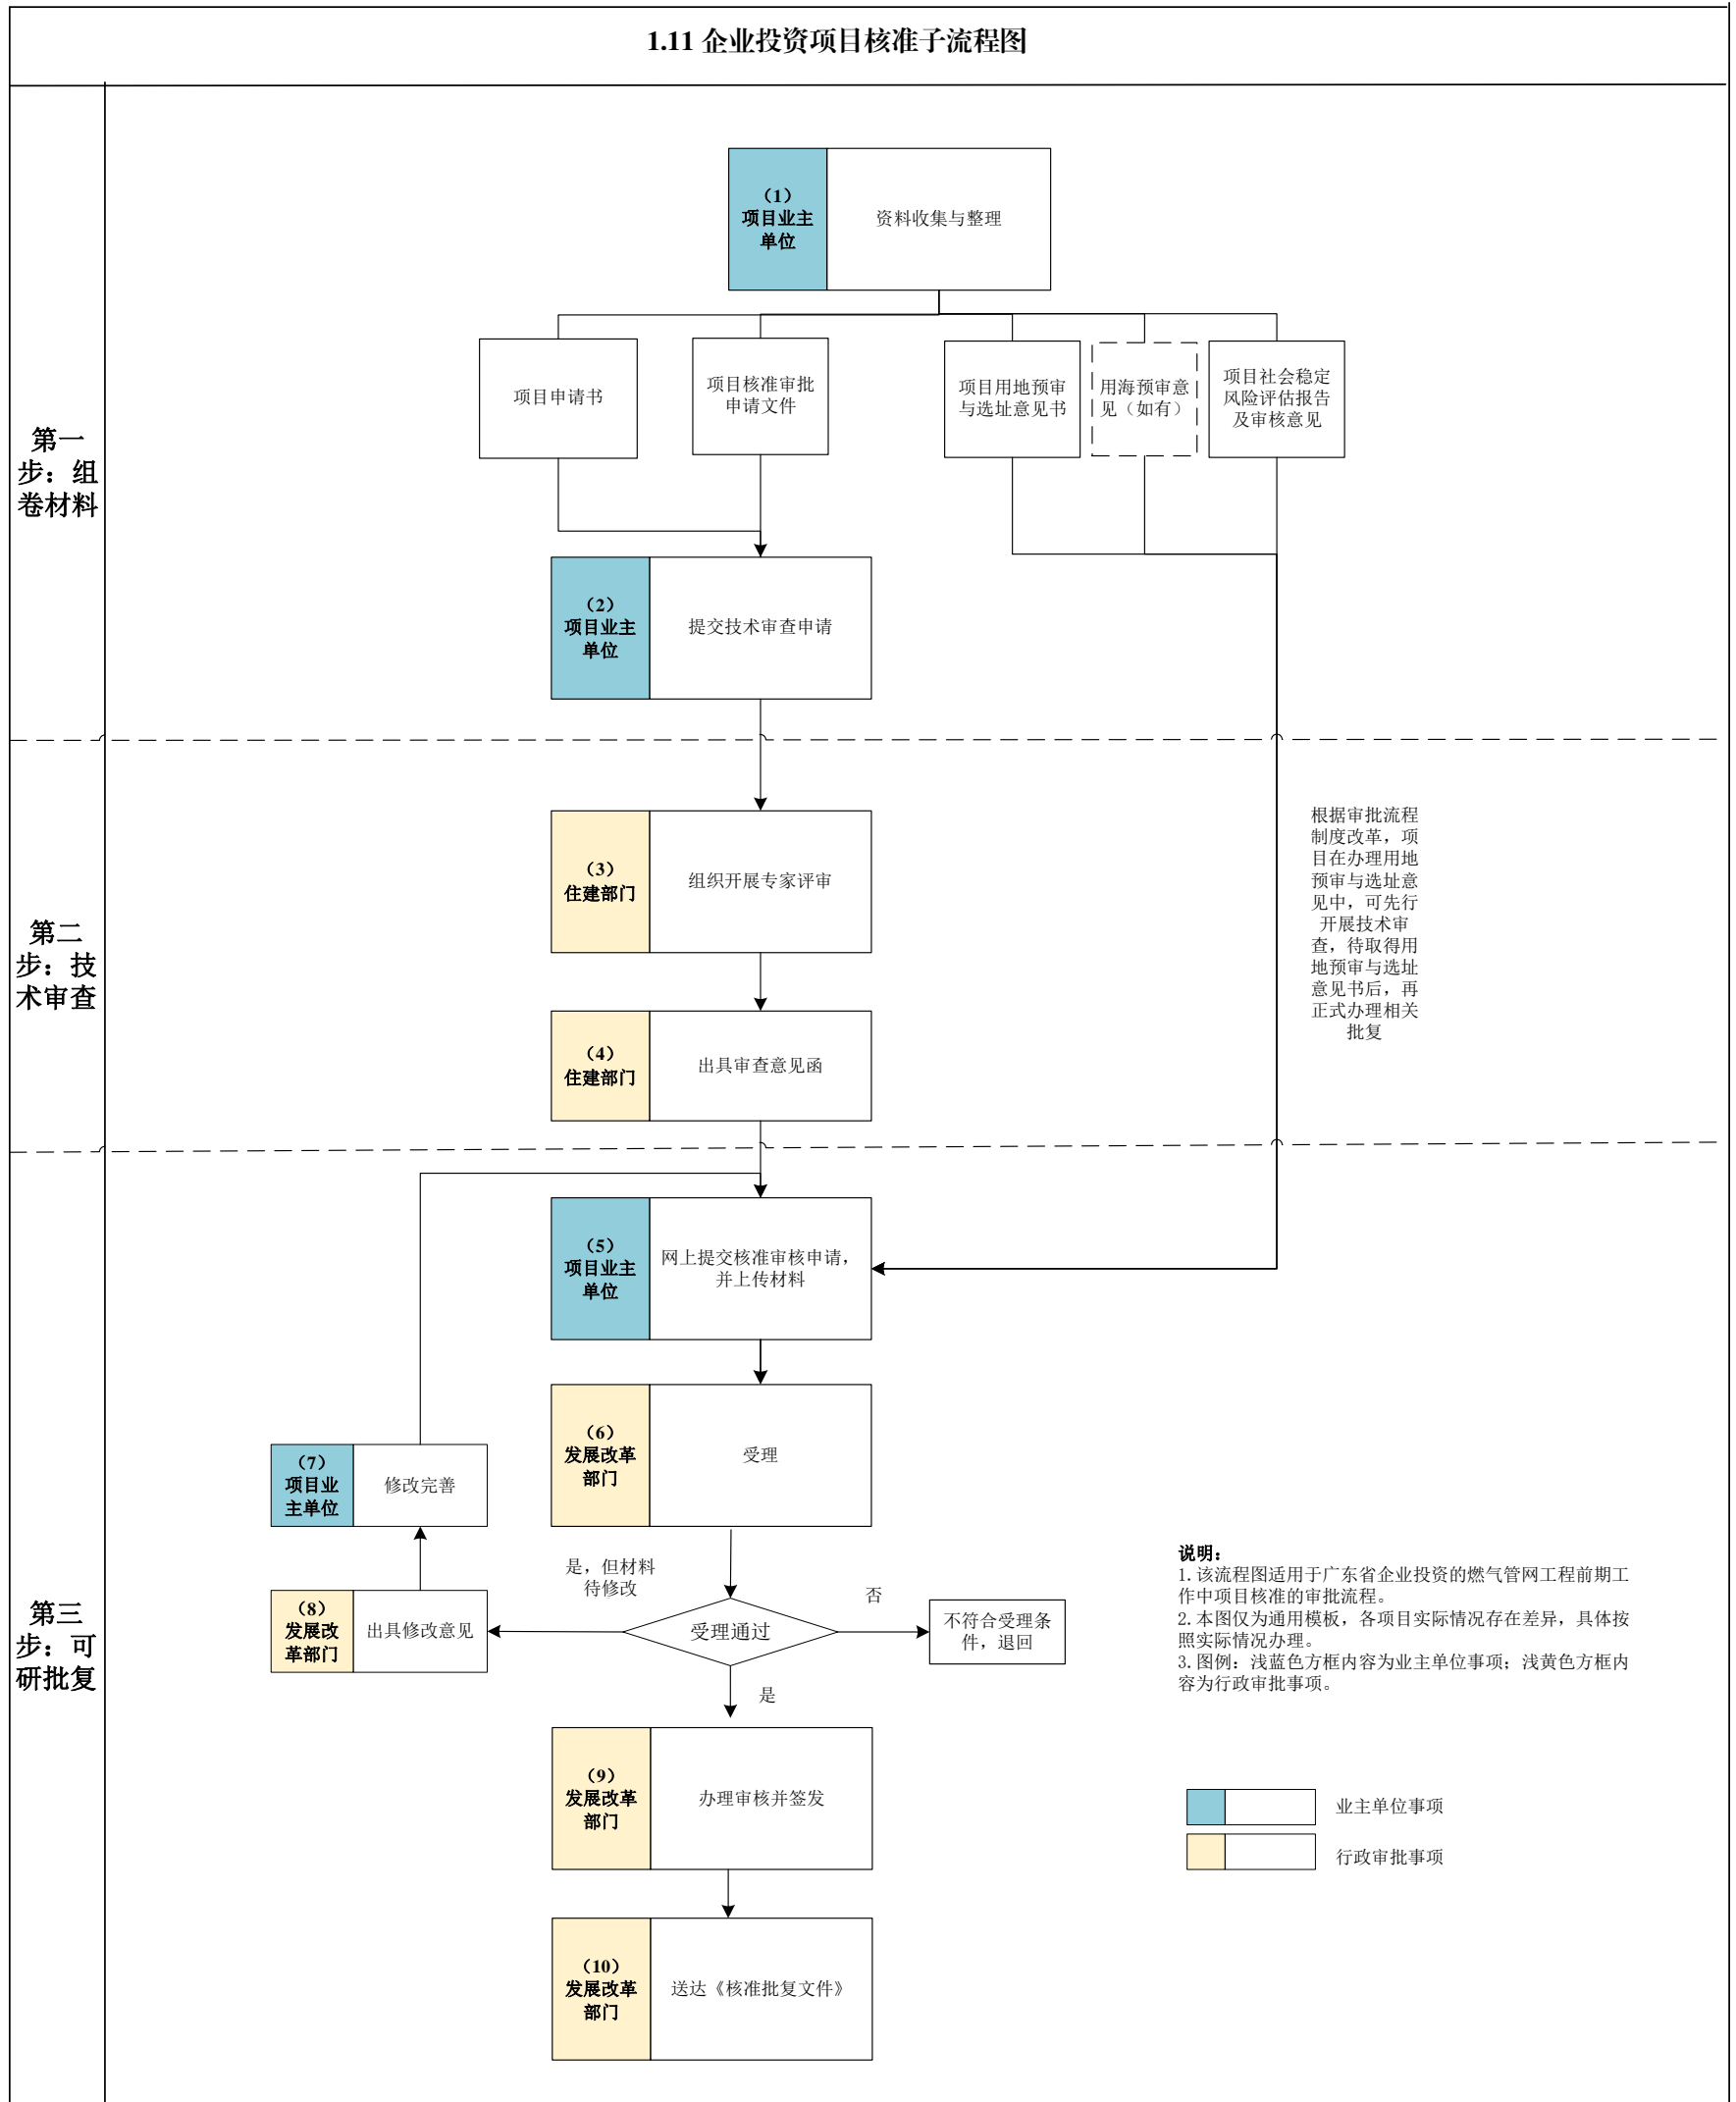 1.11 企业投资项目核准子流程图
第一
步：组
卷材料
（1）
项目业主
单位
资料收集与整理
项目申请书
项目核准审批
申请文件
项目用地预审
与选址意见书
用海预审意
见（如有）
项目社会稳定
风险评估报告
及审核意见
（2）
项目业主
单位
提交技术审查申请
第二
步：技
术审查
（3）
住建部门
组织开展专家评审
（4）
住建部门
出具审查意见函
根据审批流程
制度改革，项
目在办理用地
预审与选址意
见中，可先行
开展技术审
查，待取得用
地预审与选址
意见书后，再
正式办理相关
批复
第三
步：可
研批复
（5）
项目业主
单位
网上提交核准审核申请，
并上传材料
（6）
发展改革
部门
受理
（7）
项目业
主单位
修改完善
（8）
发展改
革部门
出具修改意见
是，但材料
待修改
受理通过
否
不符合受理条
件，退回
是
（9）
发展改革
部门
办理审核并签发
（10）
发展改革
部门
送达《核准批复文件》
说明：
1.该流程图适用于广东省企业投资的燃气管网工程前期工
作中项目核准的审批流程。
2.本图仅为通用模板，各项目实际情况存在差异，具体按
照实际情况办理。
3.图例：浅蓝色方框内容为业主单位事项；浅黄色方框内
容为行政审批事项。
业主单位事项
行政审批事项